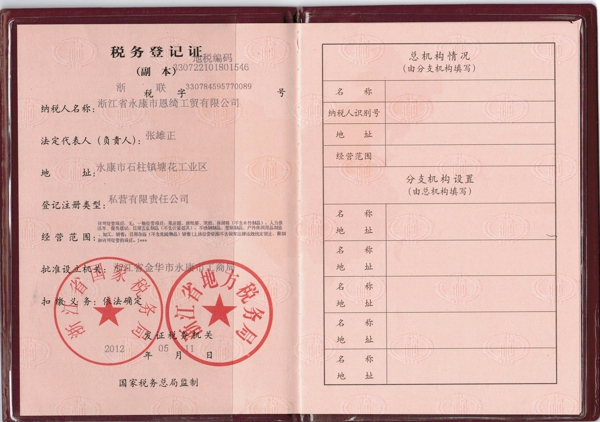 税务登记证
(副 本)
地税编码
330722101801546
浙 联
330784595770089
税 字 号
纳税人名称:浙江省永康市恩绮工贸有限公司
法定代表人(负责人):张雄正
地 址:永康市石柱镇塘花工业区
登记注册类型:私营有限责任公司
经营范围:
批准设立机关:浙江省金华市永康市工商局
扣缴义务:依法确定
浙江省国家税务局
浙江省地方税务局
发证税务机关
2012 年 05 月 11 日
国家税务总局监制
总机构情况
(由分支机构填写)
名 称
纳税人识别号
地 址
经营范围
分支机构设置
(由总机构填写)
名 称
地 址
名 称
地 址
名 称
地 址
名 称
地 址
名 称
地 址